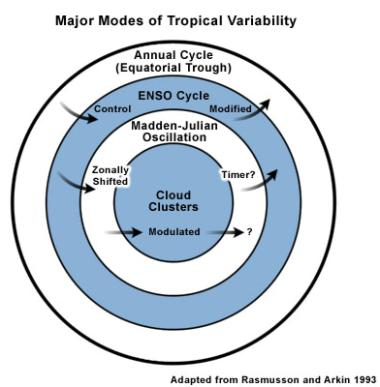 Major Modes of Tropical Variability
Annual Cycle
(Equatorial Trough)
ENSO Cycle
Control
Modified
Madden-Julian
Oscillation
Zonally
Shifted
Timer?
Cloud
Clusters
Modulated
?
Adapted from Rasmusson and Arkin 1993